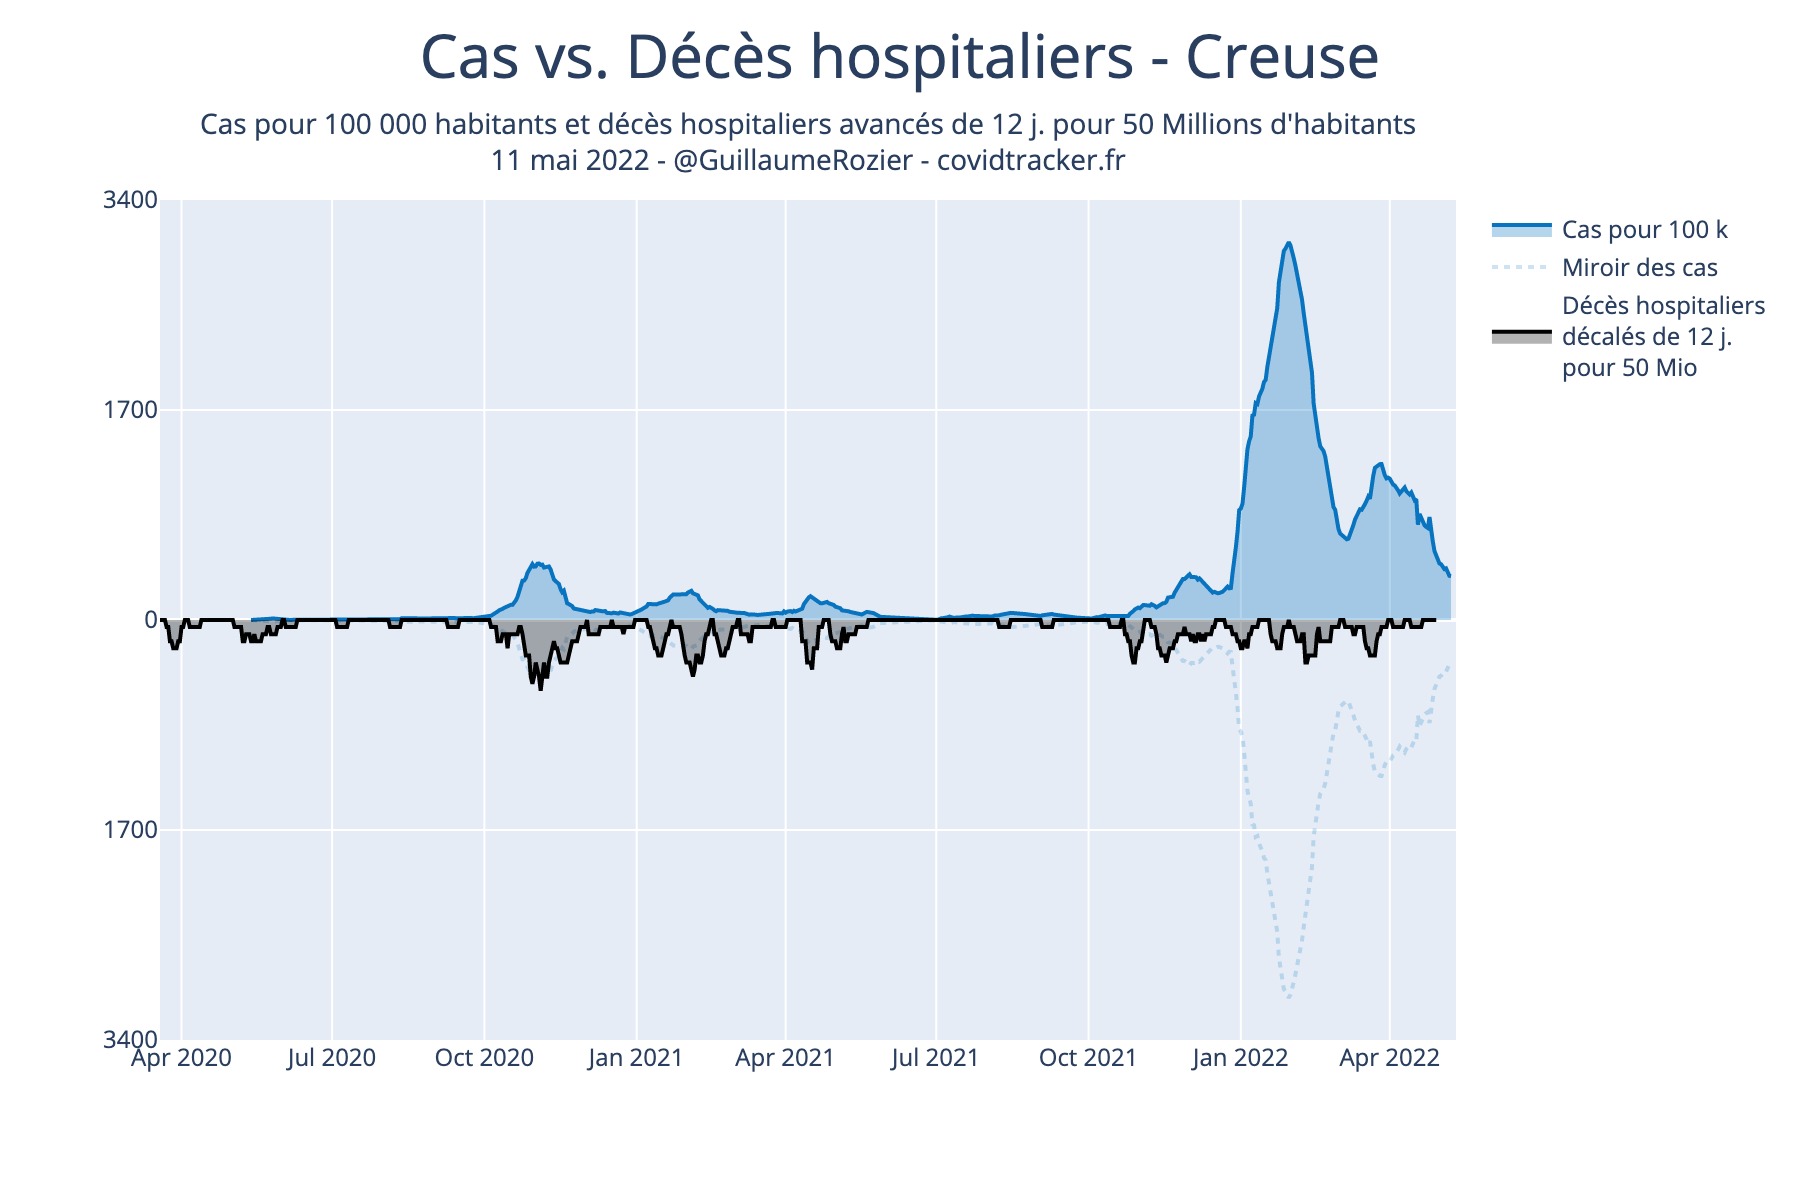 Cas vs. Décès hospitaliers - Creuse
Cas pour 100 000 habitants et décès hospitaliers avancés de 12 j. pour 50 Millions d'habitants
11 mai 2022 - @GuillaumeRozier - covidtracker.fr
3400
1700
0
1700
3400
Apr 2020
Jul 2020
Oct 2020
Jan 2021
Apr 2021
Jul 2021
Oct 2021
Jan 2022
Apr 2022
Cas pour 100 k
Miroir des cas
Décès hospitaliers
décalés de 12 j.
pour 50 Mio